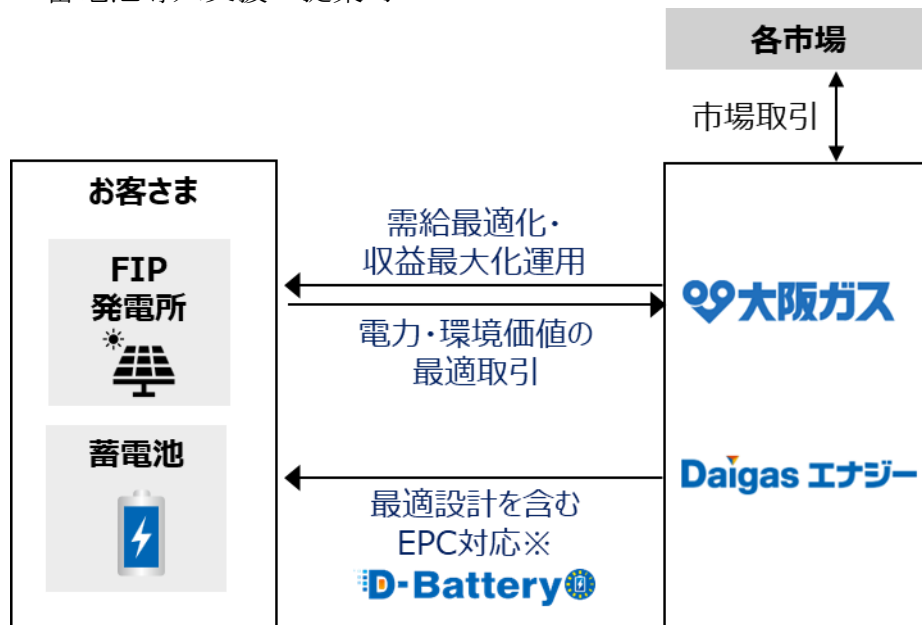 各市場
市場取引
お客さま
FIP
発電所
蓄電池
需給最適化・
収益最大化運用
電力・環境価値の
最適取引
最適設計を含む
EPC対応※
D-Battery
大阪ガス
Daigas エナジー